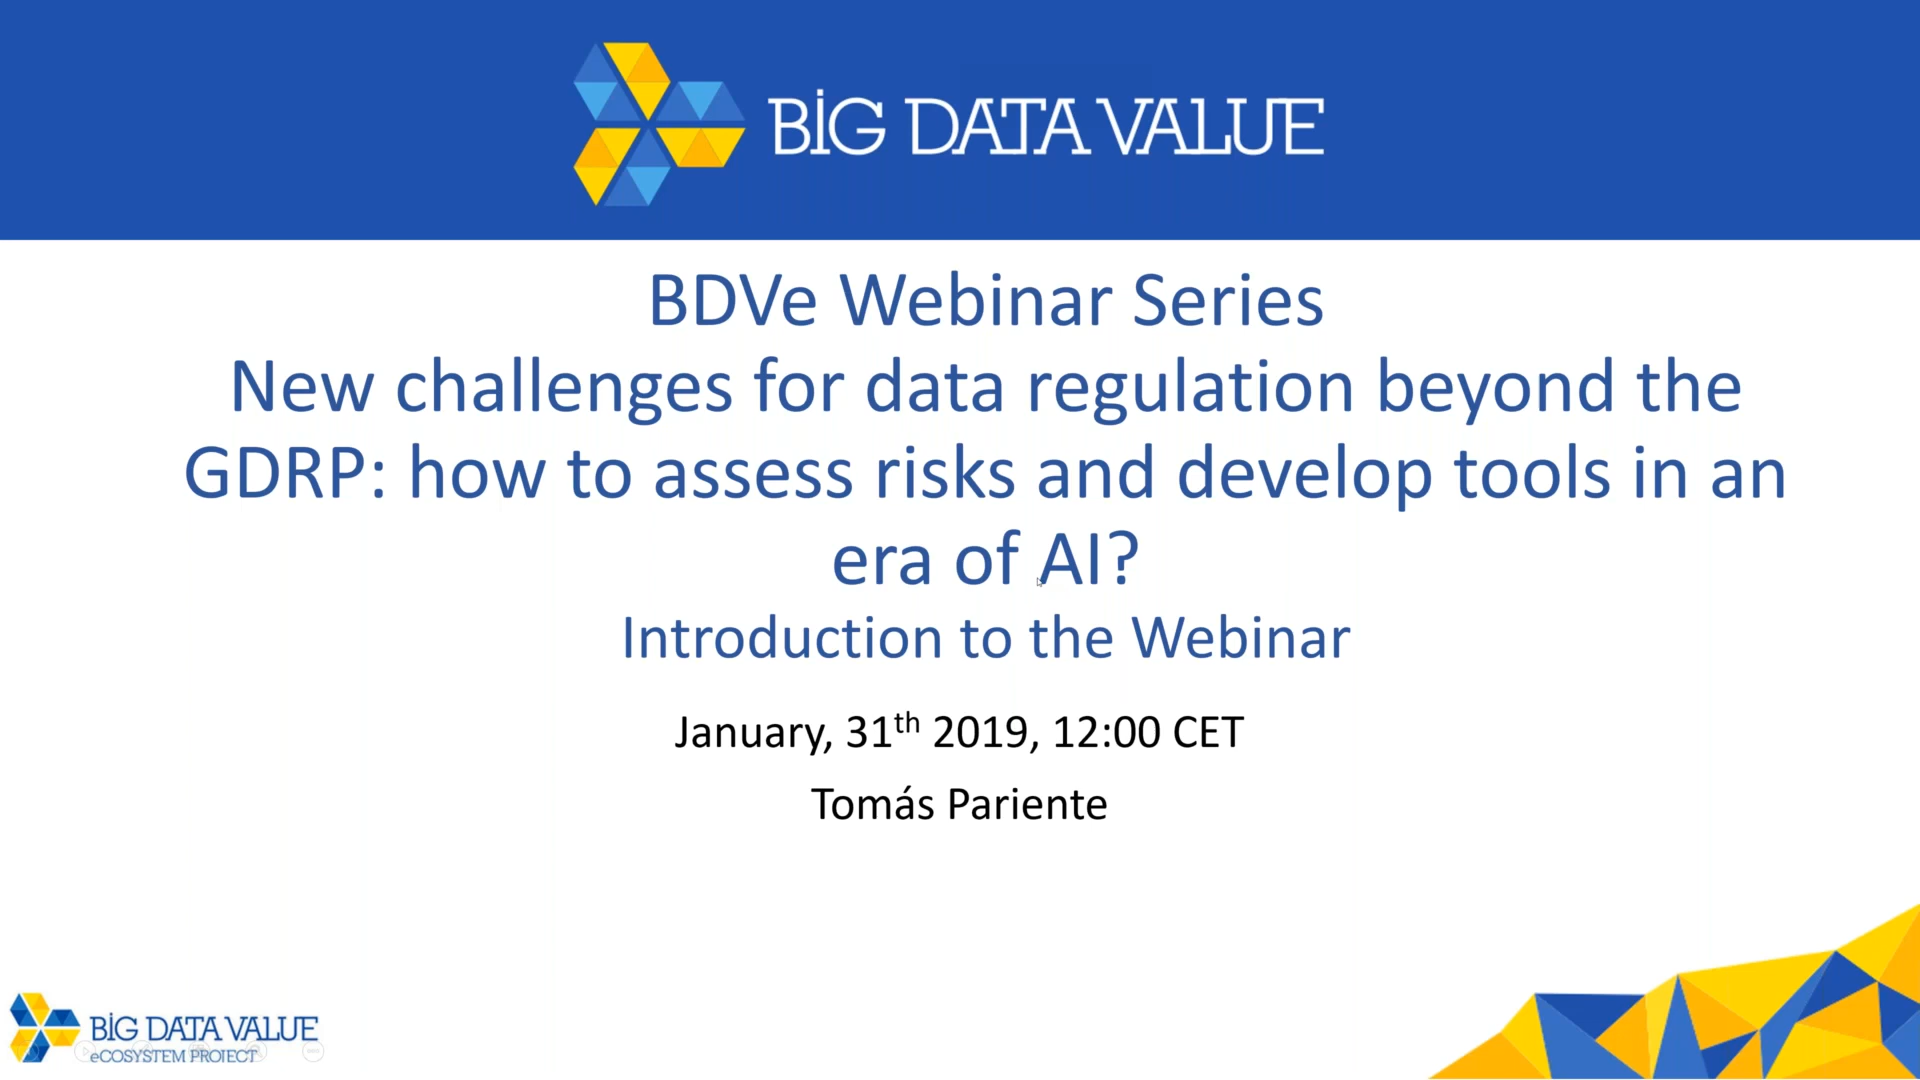 BIG DATA VALUE
BDVe Webinar Series
New challenges for data regulation beyond the
GDRP: how to assess risks and develop tools in an
era of AI?
Introduction to the Webinar
January, 31th 2019, 12:00 CET
Tomás Pariente
BIG DATA VALUE
eCOSYSTEM PROJECT